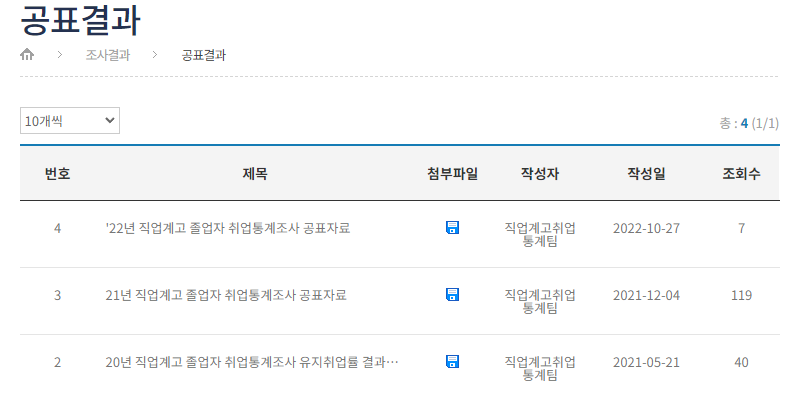 공표결과
조사결과 공표결과
10개씩
총 : 4 (1/1)
번호 제목 첨부파일 작성자 작성일 조회수
4 '22년 직업계고 졸업자 취업통계조사 공표자료 직업계고취업 2022-10-27 7
통계팀
3 21년 직업계고 졸업자 취업통계조사 공표자료 직업계고취업 2021-12-04 119
통계팀
2 20년 직업계고 졸업자 취업통계조사 유지취업률 결과… 직업계고취업 2021-05-21 40
통계팀